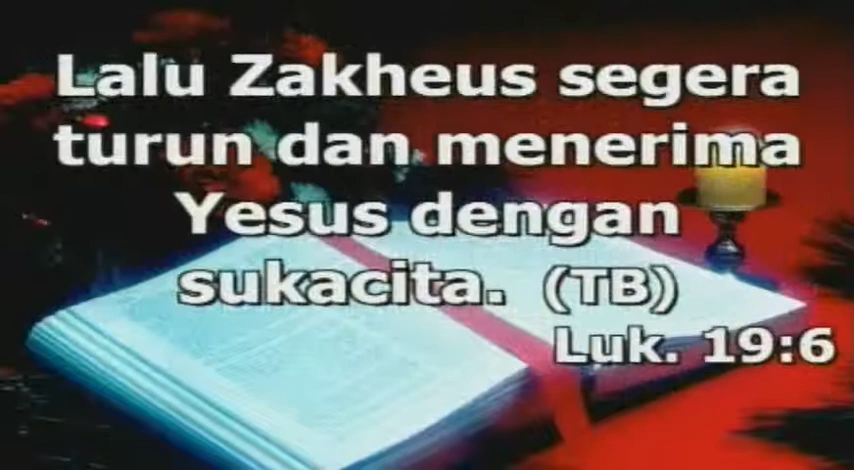 Lalu Zakheus segera
turun dan menerima
Yesus dengan
sukacita. (TB)
Luk. 19:6